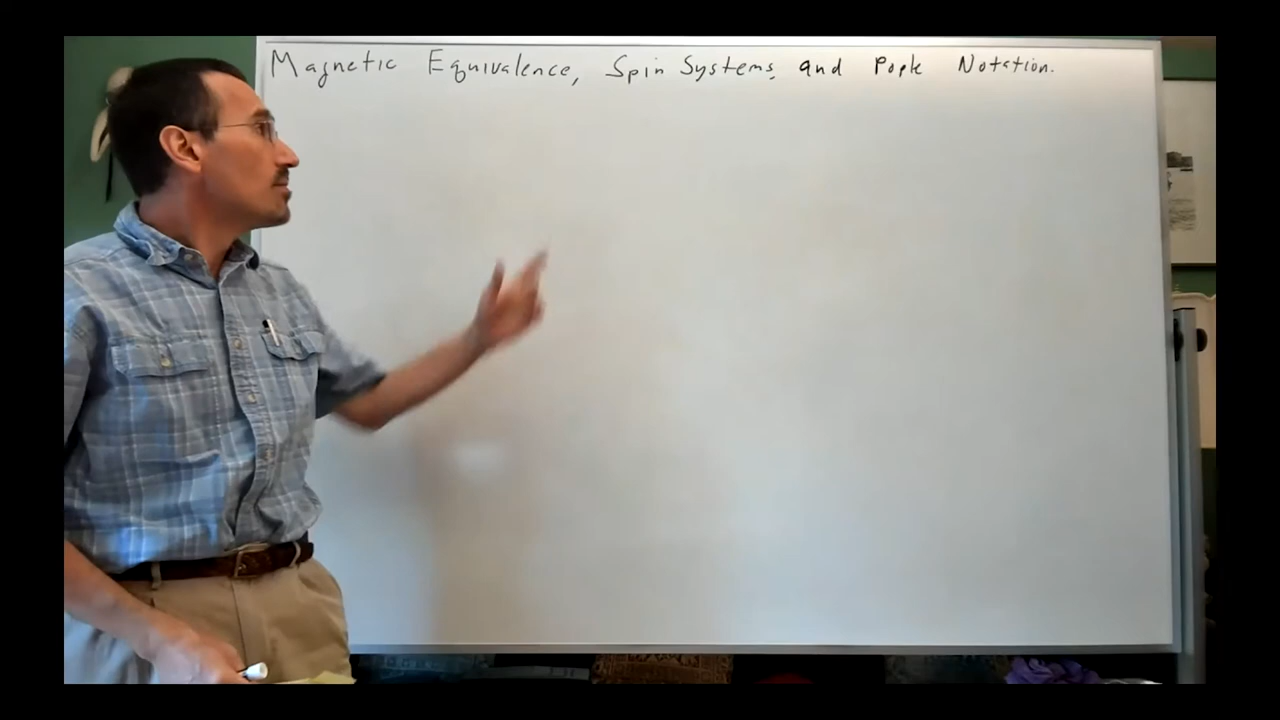 Magnetic Equivalence, Spin Systems, and Pople Notation.